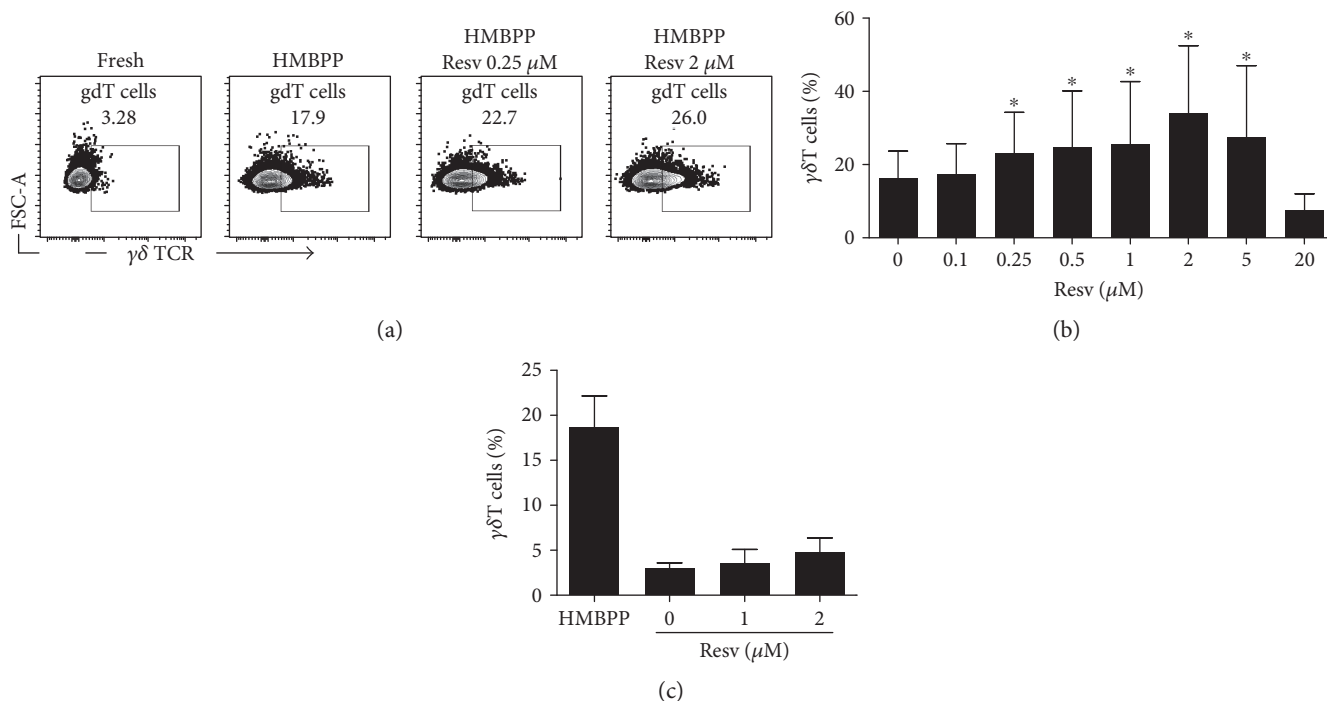 Fresh
gdT cells
3.28
HMBPP
gdT cells
17.9
HMBPP
Resv 0.25 μM
gdT cells
22.7
HMBPP
Resv 2 μM
gdT cells
26.0
FSC-A
γδ TCR
(a)
60
40
20
0
γδT cells (%)
* * * * *
0 0.1 0.25 0.5 1 2 5 20
Resv (μM)
(b)
25
20
15
10
5
0
γδT cells (%)
HMBPP 0 1 2
Resv (μM)
(c)